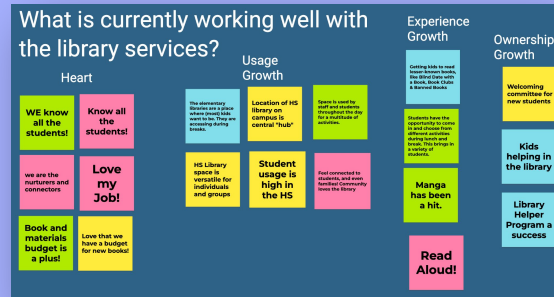 What is currently working well with
the library services?
Heart
WE know
all the
students!
Know all
the
students!
we are the
nurturers and
connectors
Love
my
Job!
Book and
materials
budget is
a plus!
Love that we
have a budget
for new books!
Usage
Growth
The elementary
libraries are a place
where (most) kids
want to be. They are
accessing during
breaks.
Location of HS
library on
campus is
central "hub"
Space is used by
staff and students
throughout the day
for a multitude of
activities.
HS Library
space is
versatile for
individuals
and groups
Student
usage is
high in
the HS
Feel connected to
students, and even
families! Community
loves the library
Experience
Growth
Getting kids to read
lesser-known books,
like Blind Date with
a Book, Book Clubs
& Banned Books
Students have the
opportunity to come
in and choose from
different activities
during lunch and
break. This brings in
a variety of
students.
Manga
has been
a hit.
Read
Aloud!
Ownership
Growth
Welcoming
committee for
new students
Kids
helping in
the library
Library
Helper
Program a
success